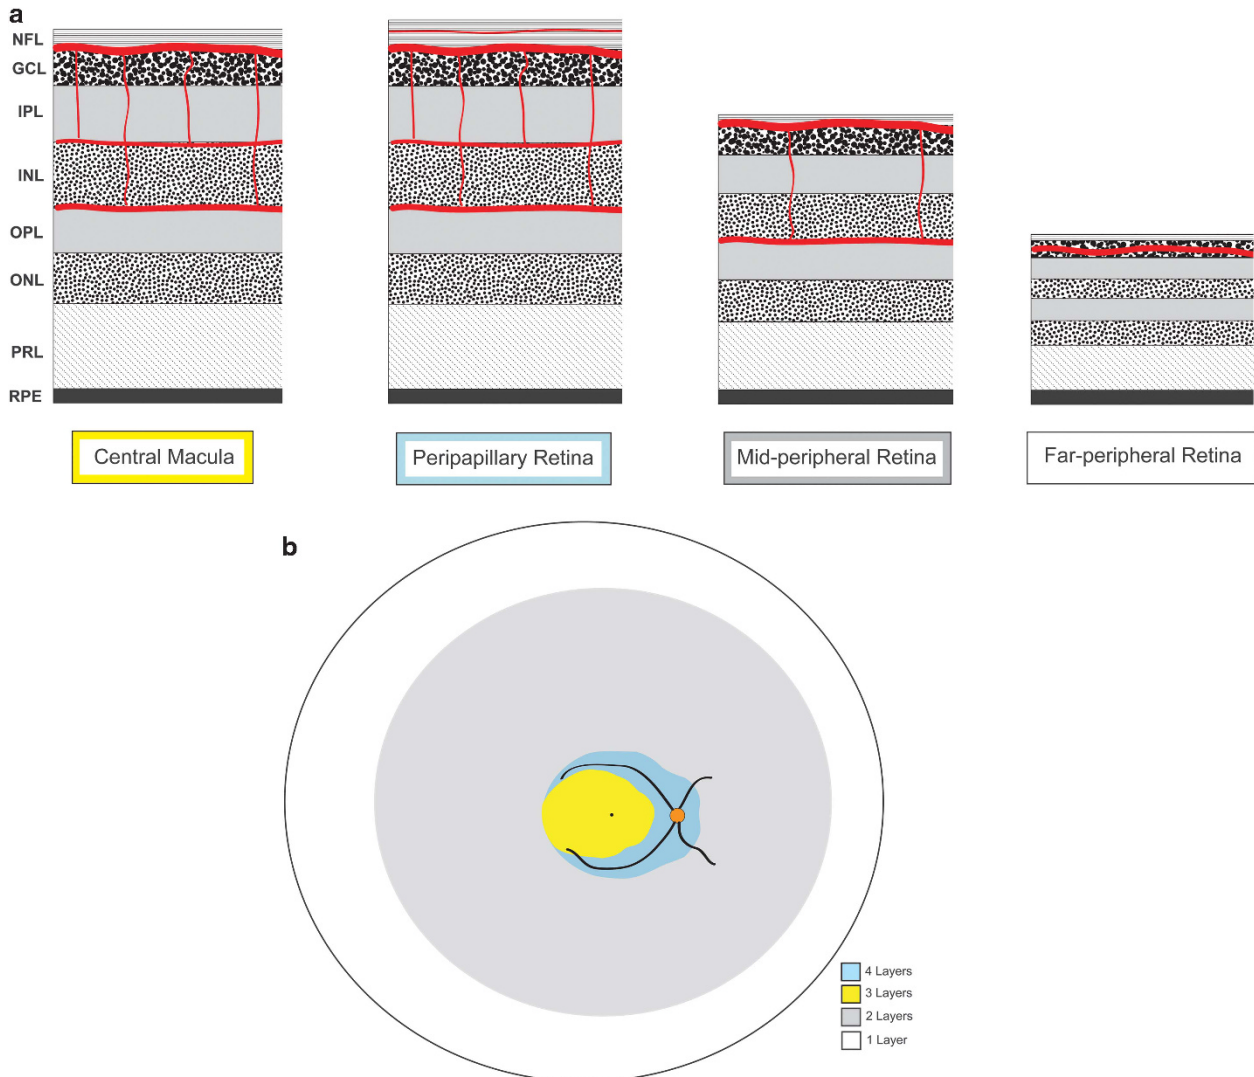 a
NFL
GCL
IPL
INL
OPL
ONL
PRL
RPE
Central Macula
Peripapillary Retina
Mid-peripheral Retina
Far-peripheral Retina
b
4 Layers
3 Layers
2 Layers
1 Layer